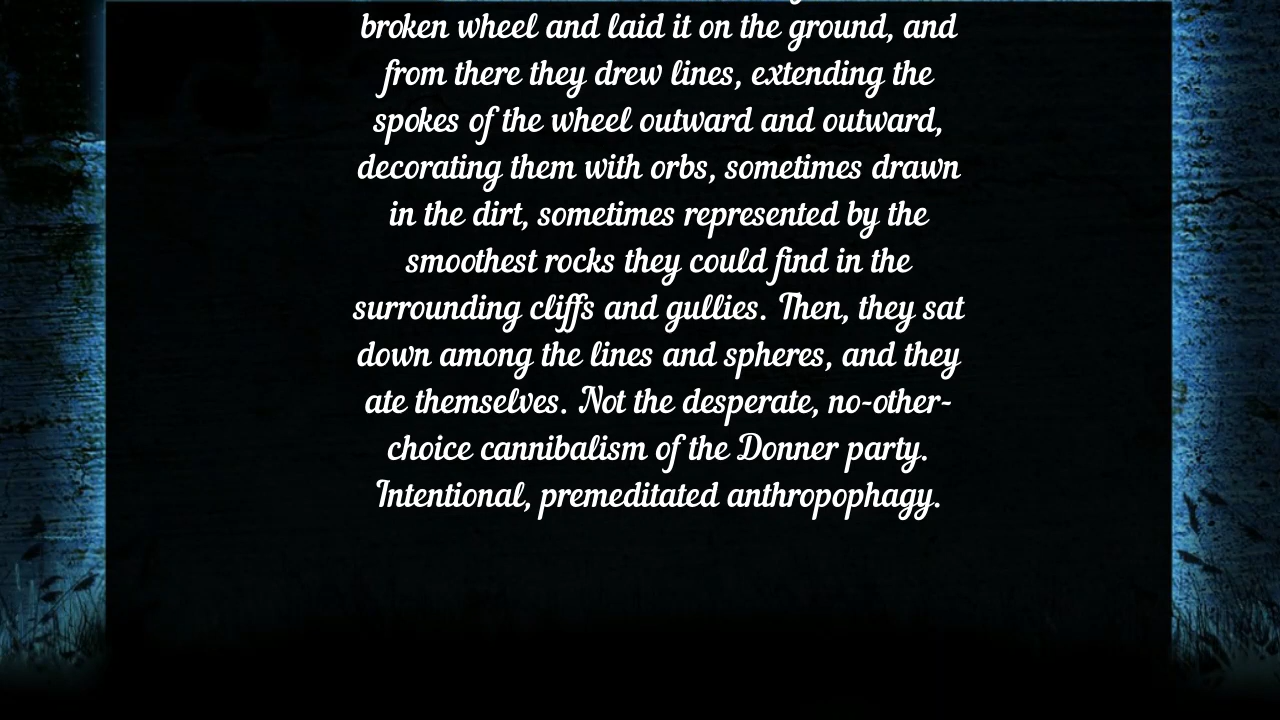 broken wheel and laid it on the ground, and
from there they drew lines, extending the
spokes of the wheel outward and outward,
decorating them with orbs, sometimes drawn
in the dirt, sometimes represented by the
smoothest rocks they could find in the
surrounding cliffs and gullies. Then, they sat
down among the lines and spheres, and they
ate themselves. Not the desperate, no-other-
choice cannibalism of the Donner party.
Intentional, premeditated anthropophagy.